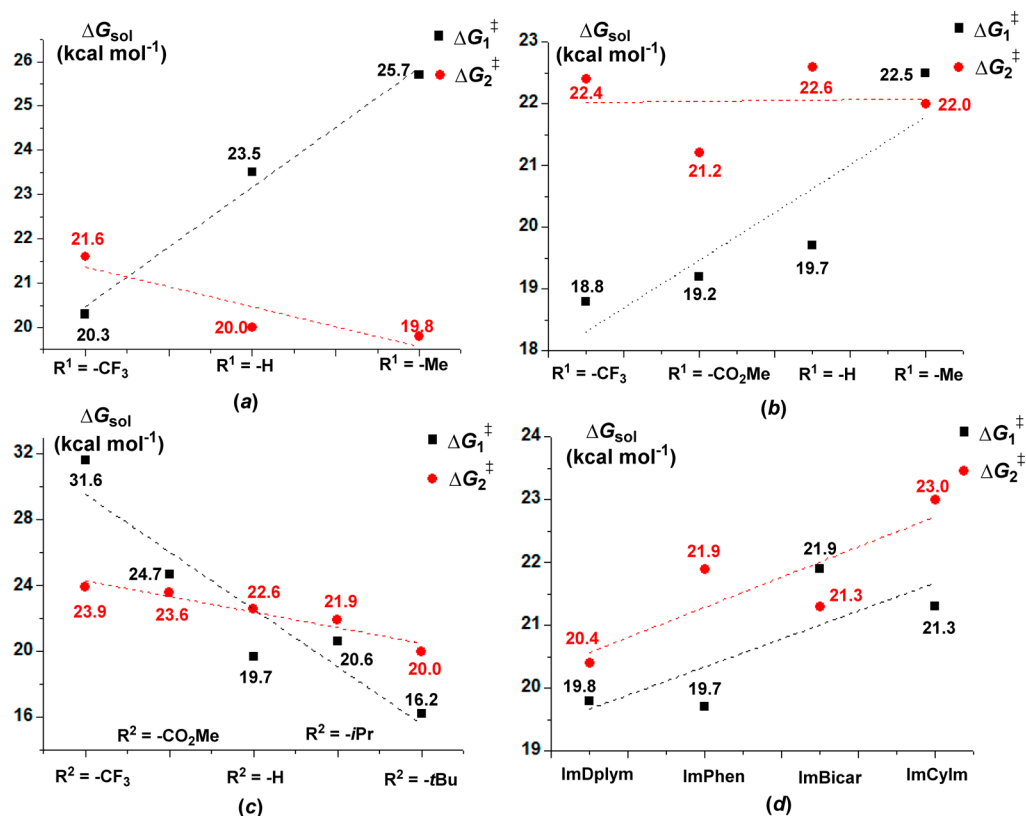 ΔG₁‡
ΔG₂‡
ΔGsol
(kcal mol⁻¹)
26
25
24
23
22
21
20
25.7
23.5
21.6
20.3
20.0
19.8
R¹ = -CF₃
R¹ = -H
R¹ = -Me
(a)
ΔG₁‡
ΔG₂‡
ΔGsol
(kcal mol⁻¹)
23
22
21
20
19
18
22.4
22.6
22.5
22.0
21.2
18.8
19.2
19.7
R¹ = -CF₃
R¹ = -CO₂Me
R¹ = -H
R¹ = -Me
(b)
ΔG₁‡
ΔG₂‡
ΔGsol
(kcal mol⁻¹)
32
28
24
20
16
31.6
24.7
23.9
23.6
22.6
21.9
19.7
20.6
20.0
16.2
R² = -CO₂Me
R² = -iPr
R² = -CF₃
R² = -H
R² = -tBu
(c)
ΔG₁‡
ΔG₂‡
ΔGsol
(kcal mol⁻¹)
24
23
22
21
20
19
23.0
21.9
21.9
21.3
20.4
21.3
19.8
19.7
ImDplym
ImPhen
ImBicar
ImCyIm
(d)